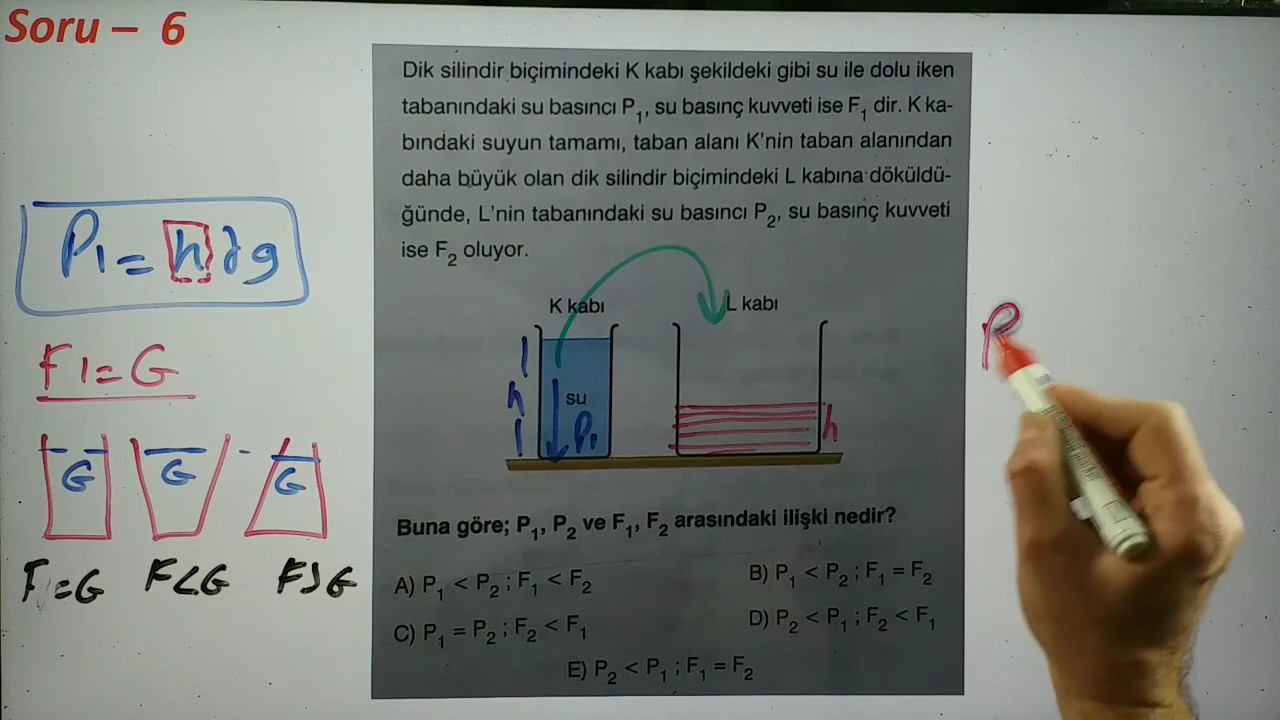 Soru – 6
Dik silindir biçimindeki K kabı şekildeki gibi su ile dolu iken
tabanındaki su basıncı P₁, su basınç kuvveti ise F₁ dir. K ka-
bındaki suyun tamamı, taban alanı K'nin taban alanından
daha büyük olan dik silindir biçimindeki L kabına döküldü-
ğünde, L'nin tabanındaki su basıncı P₂, su basınç kuvveti
ise F₂ oluyor.
P₁ = h d g
F1 = G
G
G
G
F = G
F < G
F > G
K kabı
L kabı
h
su
P₁
h
P
Buna göre; P₁, P₂ ve F₁, F₂ arasındaki ilişki nedir?
A) P₁ < P₂ ; F₁ < F₂
B) P₁ < P₂ ; F₁ = F₂
C) P₁ = P₂ ; F₂ < F₁
D) P₂ < P₁ ; F₂ < F₁
E) P₂ < P₁ ; F₁ = F₂